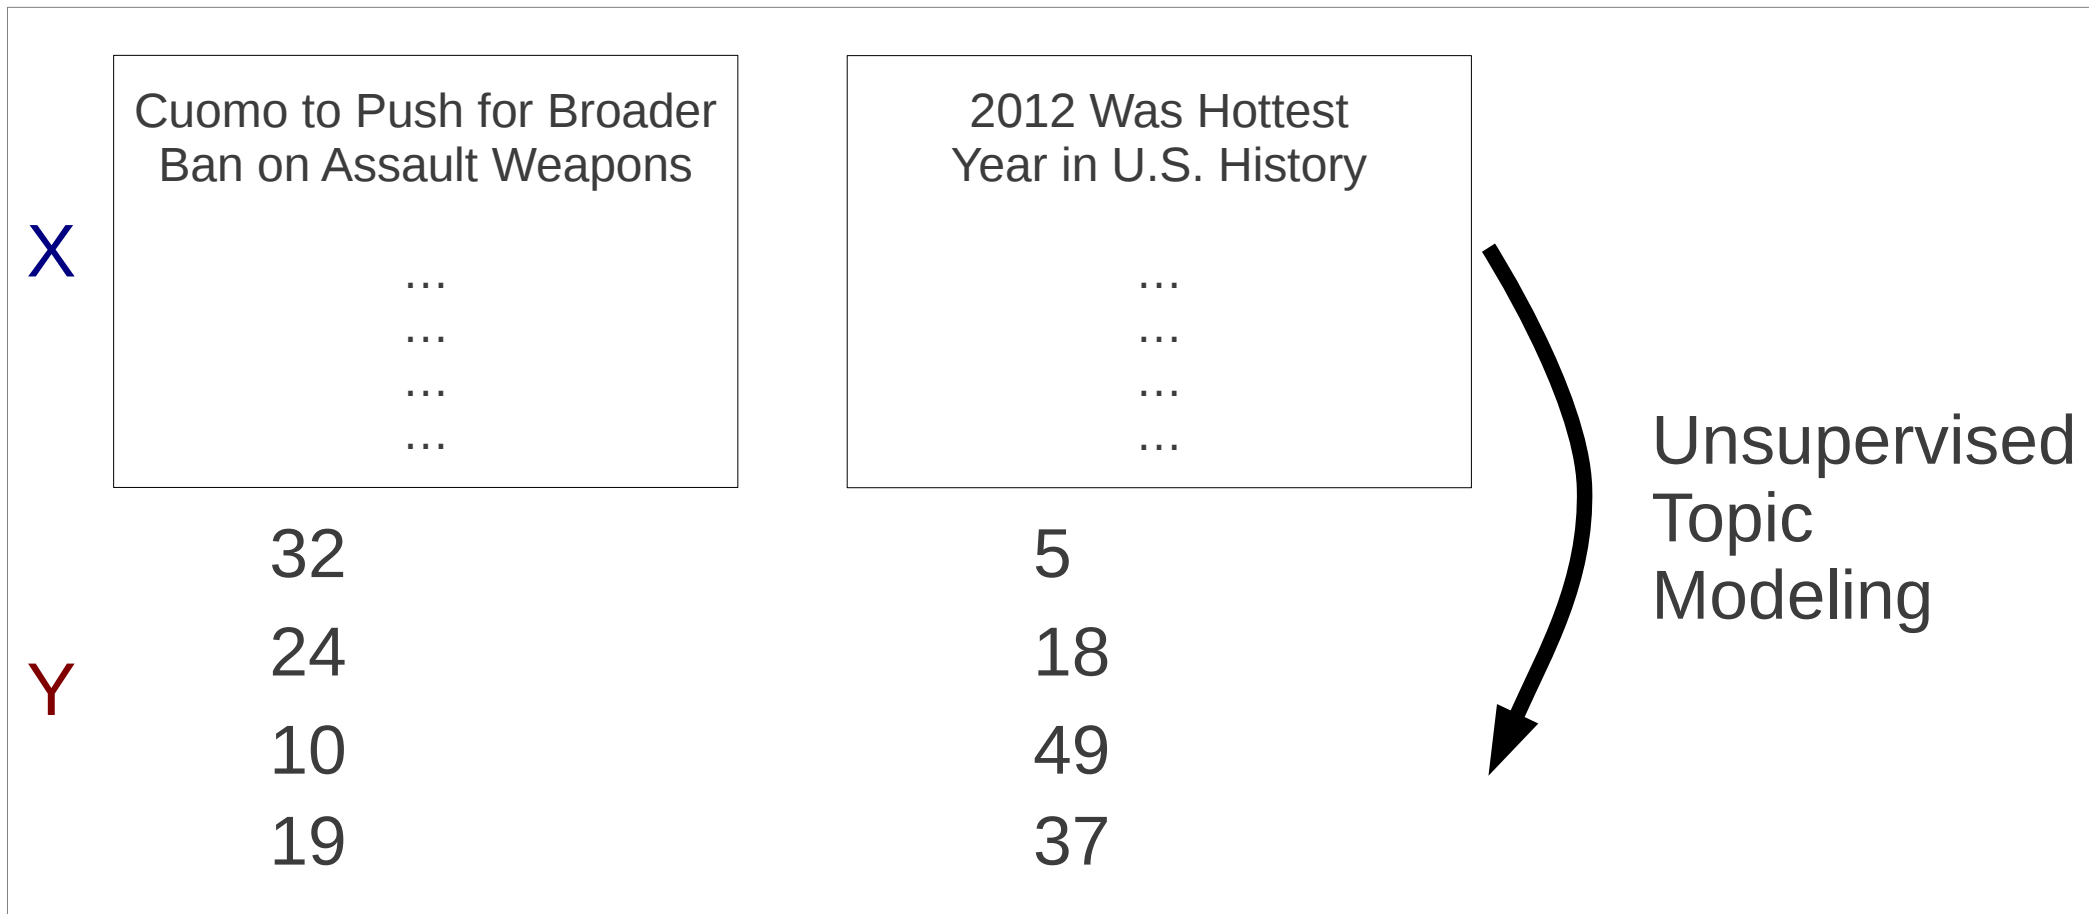 Cuomo to Push for Broader
Ban on Assault Weapons
...
...
...
...
2012 Was Hottest
Year in U.S. History
...
...
...
...
X
32
24
10
19
5
18
49
37
Y
Unsupervised
Topic
Modeling